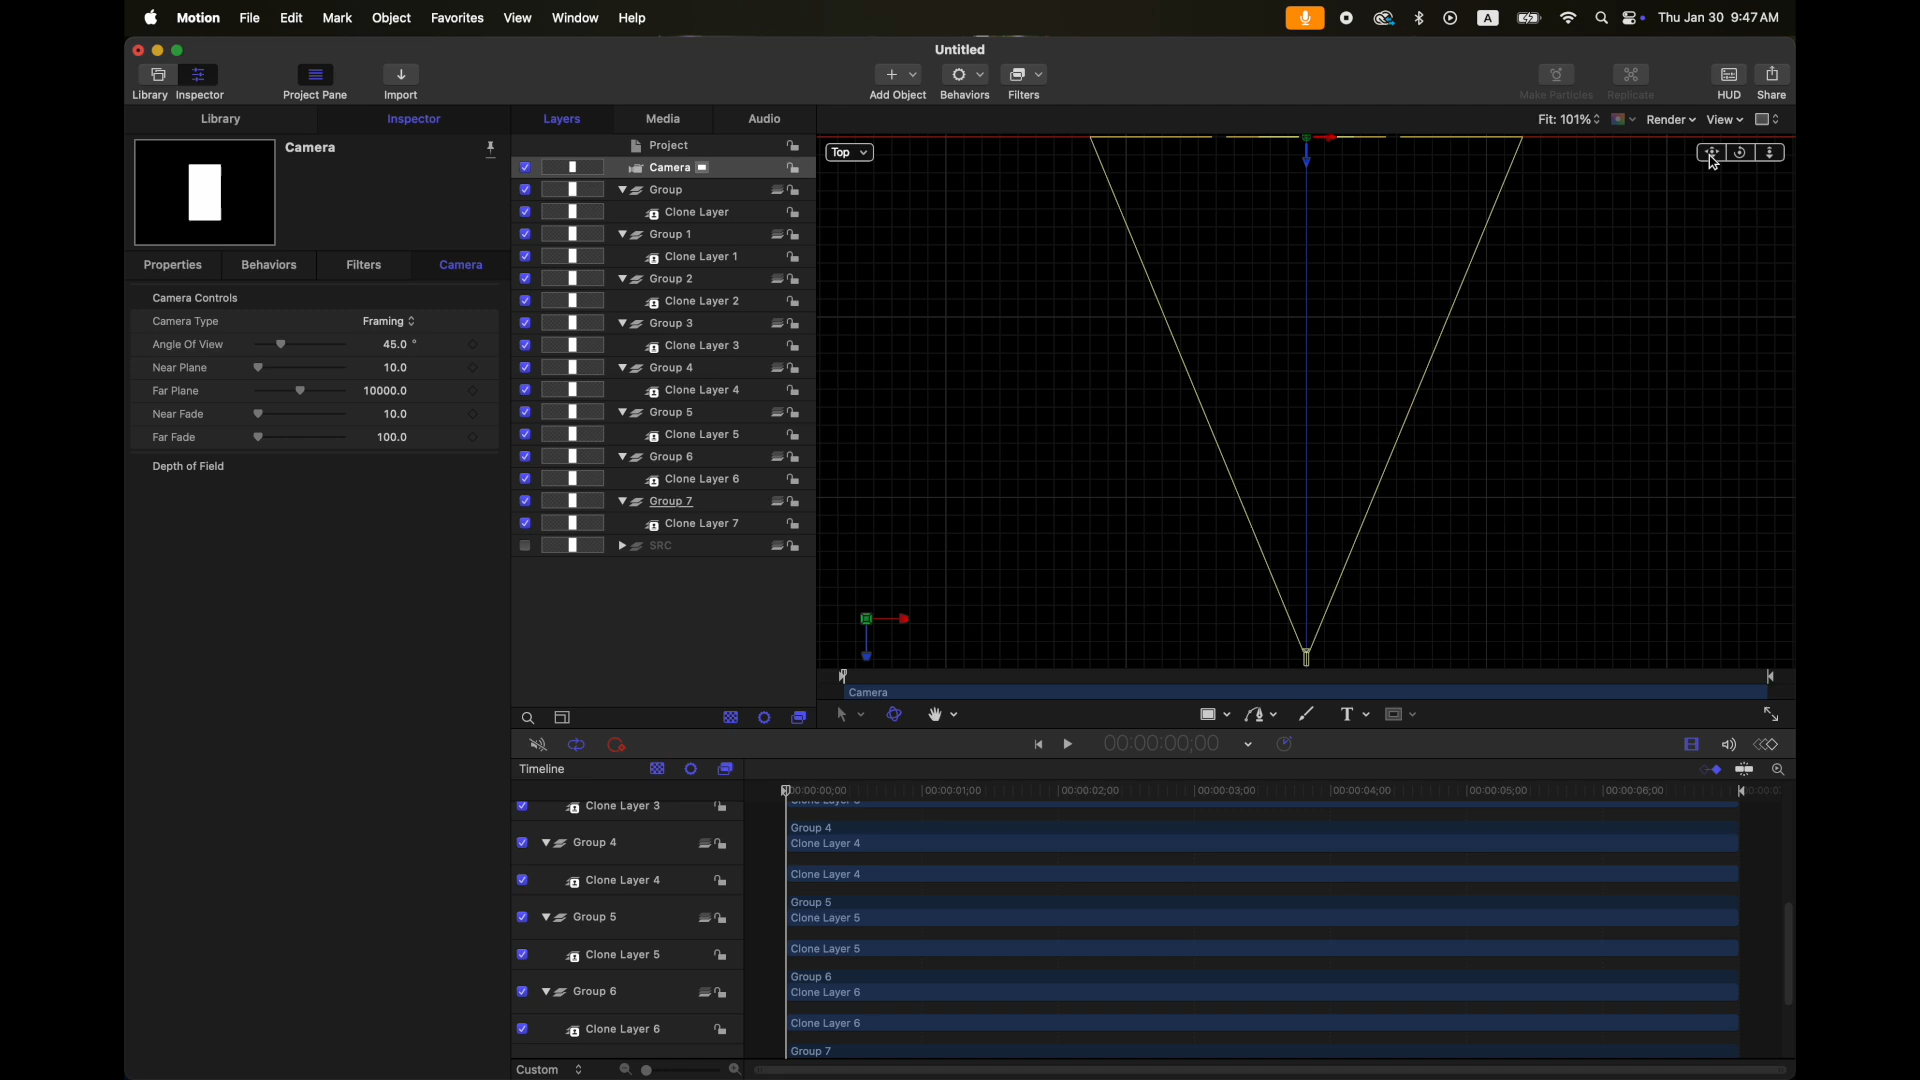 Motion File Edit Mark Object Favorites View Window Help A Thu Jan 30 9:47 AM
Untitled
Library Inspector Project Pane Import Add Object Behaviors Filters Make Particles Replicate HUD Share
Library Inspector Layers Media Audio Fit: 101% Render View
Camera
Project
Top
Camera
Group
Clone Layer
Group 1
Clone Layer 1
Properties Behaviors Filters Camera
Group 2
Camera Controls
Clone Layer 2
Camera Type Framing
Group 3
Angle Of View 45.0 °
Clone Layer 3
Near Plane 10.0
Group 4
Far Plane 10000.0
Clone Layer 4
Near Fade 10.0
Group 5
Far Fade 100.0
Clone Layer 5
Group 6
Depth of Field
Clone Layer 6
Group 7
Clone Layer 7
SRC
Camera
T
00:00:00;00
Timeline
00:00:00;00 00:00:01;00 00:00:02;00 00:00:03;00 00:00:04;00 00:00:05;00 00:00:06;00
Clone Layer 3
Group 4
Group 4
Clone Layer 4
Clone Layer 4
Clone Layer 4
Group 5
Group 5
Clone Layer 5
Clone Layer 5
Clone Layer 5
Group 6
Group 6
Clone Layer 6
Clone Layer 6
Clone Layer 6
Group 7
Custom